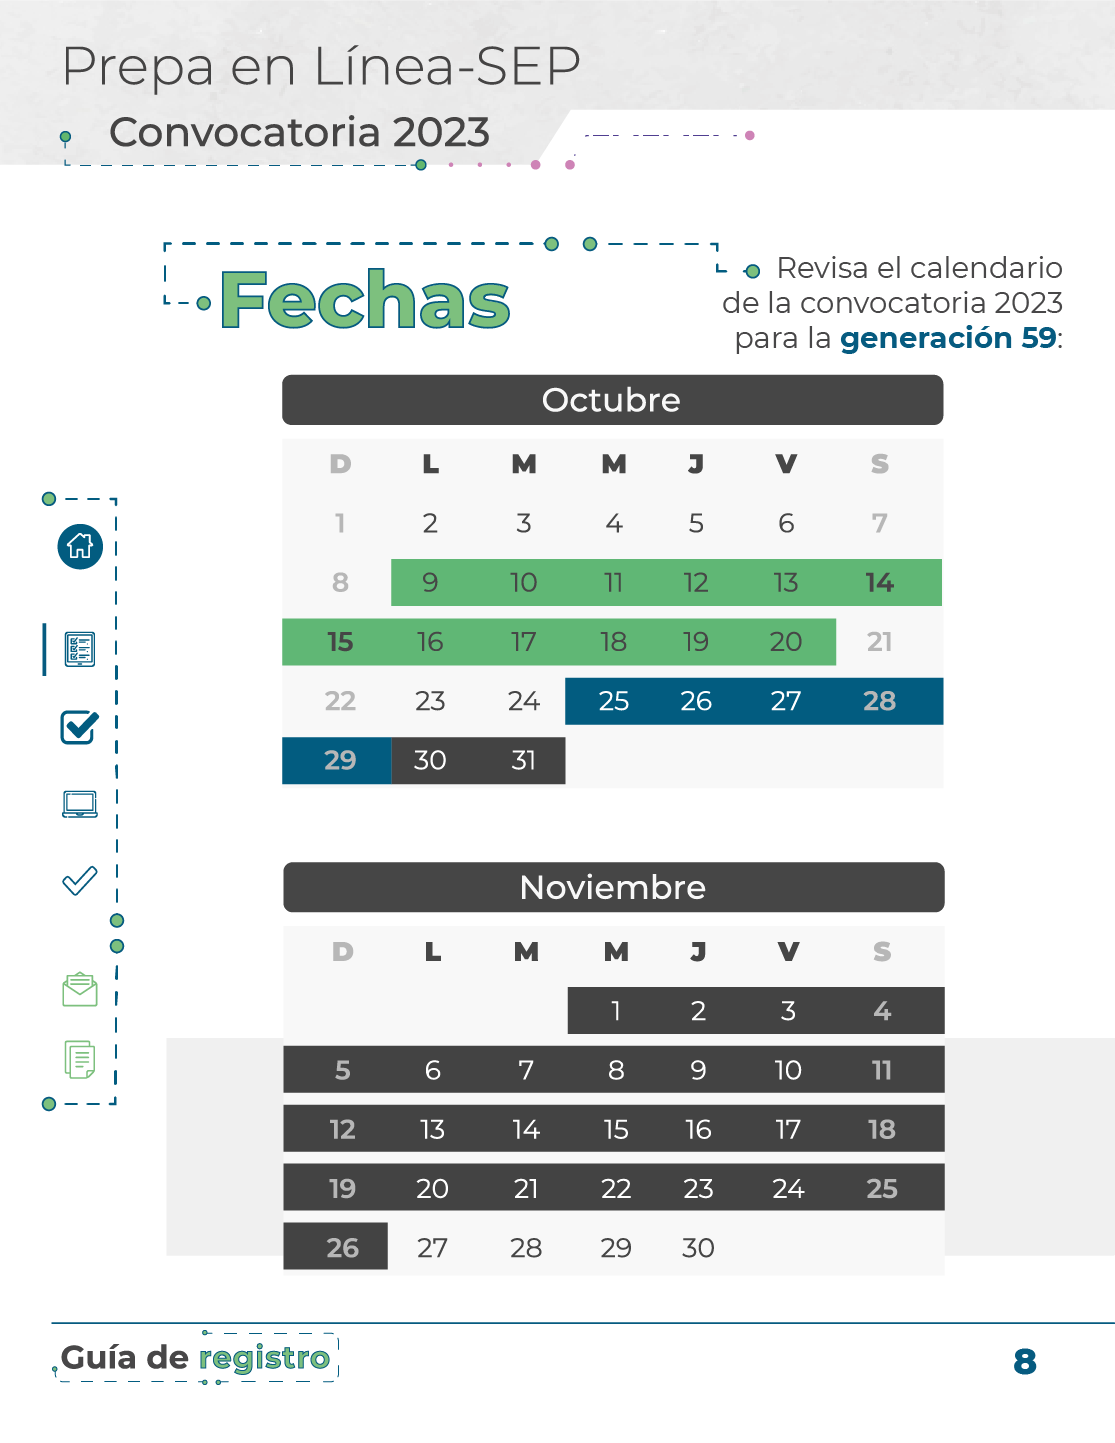 Prepa en Línea-SEP
Convocatoria 2023
Fechas
Revisa el calendario
de la convocatoria 2023
para la generación 59:
Octubre
D L M M J V S
1 2 3 4 5 6 7
8 9 10 11 12 13 14
15 16 17 18 19 20 21
22 23 24 25 26 27 28
29 30 31
Noviembre
D L M M J V S
1 2 3 4
5 6 7 8 9 10 11
12 13 14 15 16 17 18
19 20 21 22 23 24 25
26 27 28 29 30
Guía de registro
8